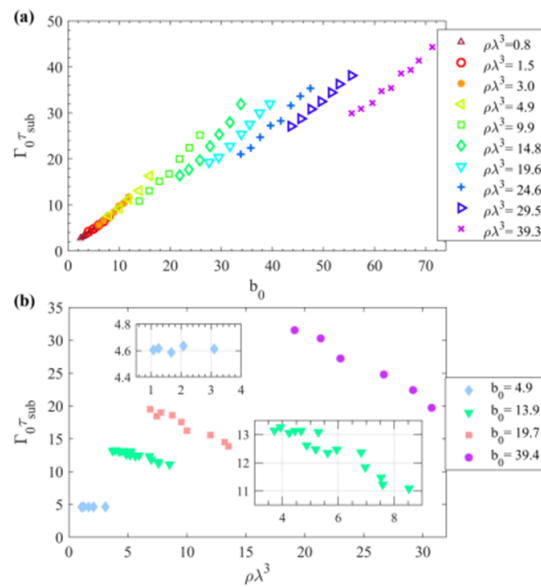 (a)
50
40
30
20
10
0
Γ0 τsub
0
10
20
30
40
50
60
70
b0
ρλ³=0.8
ρλ³= 1.5
ρλ³= 3.0
ρλ³= 4.9
ρλ³= 9.9
ρλ³= 14.8
ρλ³= 19.6
ρλ³= 24.6
ρλ³= 29.5
ρλ³= 39.3
(b)
35
30
25
20
15
10
5
0
Γ0 τsub
0
5
10
15
20
25
30
ρλ³
4.8
4.6
4.4
1
2
3
4
13
12
11
4
6
8
b0= 4.9
b0= 13.9
b0= 19.7
b0= 39.4